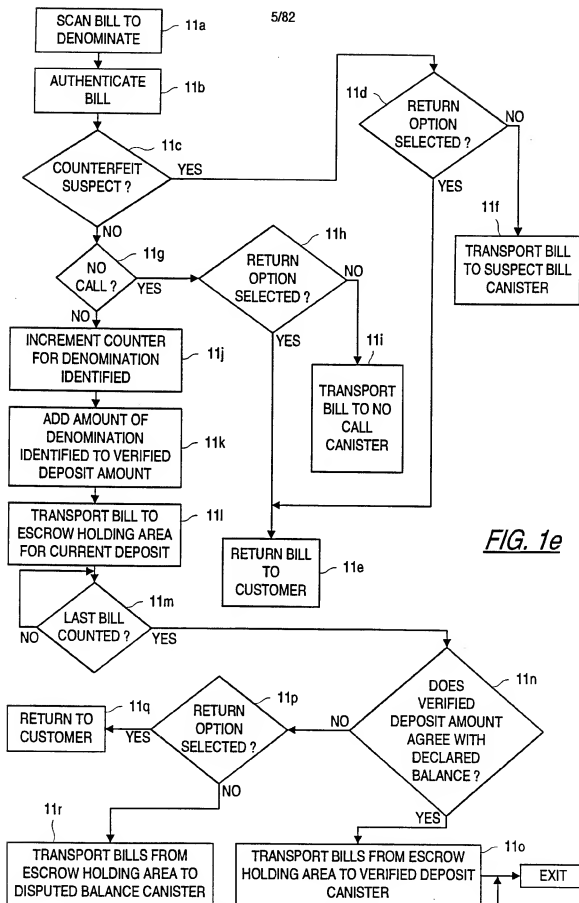 5/82
SCAN BILL TO
DENOMINATE
11a
AUTHENTICATE
BILL
11b
COUNTERFEIT
SUSPECT ?
11c
YES
NO
RETURN
OPTION
SELECTED ?
11d
NO
YES
11f
TRANSPORT BILL
TO SUSPECT BILL
CANISTER
NO
CALL ?
11g
YES
NO
RETURN
OPTION
SELECTED ?
11h
NO
YES
11i
TRANSPORT
BILL TO NO
CALL
CANISTER
INCREMENT COUNTER
FOR DENOMINATION
IDENTIFIED
11j
ADD AMOUNT OF
DENOMINATION
IDENTIFIED TO VERIFIED
DEPOSIT AMOUNT
11k
TRANSPORT BILL TO
ESCROW HOLDING AREA
FOR CURRENT DEPOSIT
11l
RETURN BILL
TO
CUSTOMER
11e
FIG. 1e
LAST BILL
COUNTED ?
11m
NO
YES
DOES
VERIFIED
DEPOSIT AMOUNT
AGREE WITH
DECLARED
BALANCE ?
11n
NO
YES
RETURN
OPTION
SELECTED ?
11p
YES
NO
RETURN TO
CUSTOMER
11q
11r
TRANSPORT BILLS FROM
ESCROW HOLDING AREA TO
DISPUTED BALANCE CANISTER
TRANSPORT BILLS FROM ESCROW
HOLDING AREA TO VERIFIED DEPOSIT
CANISTER
11o
EXIT